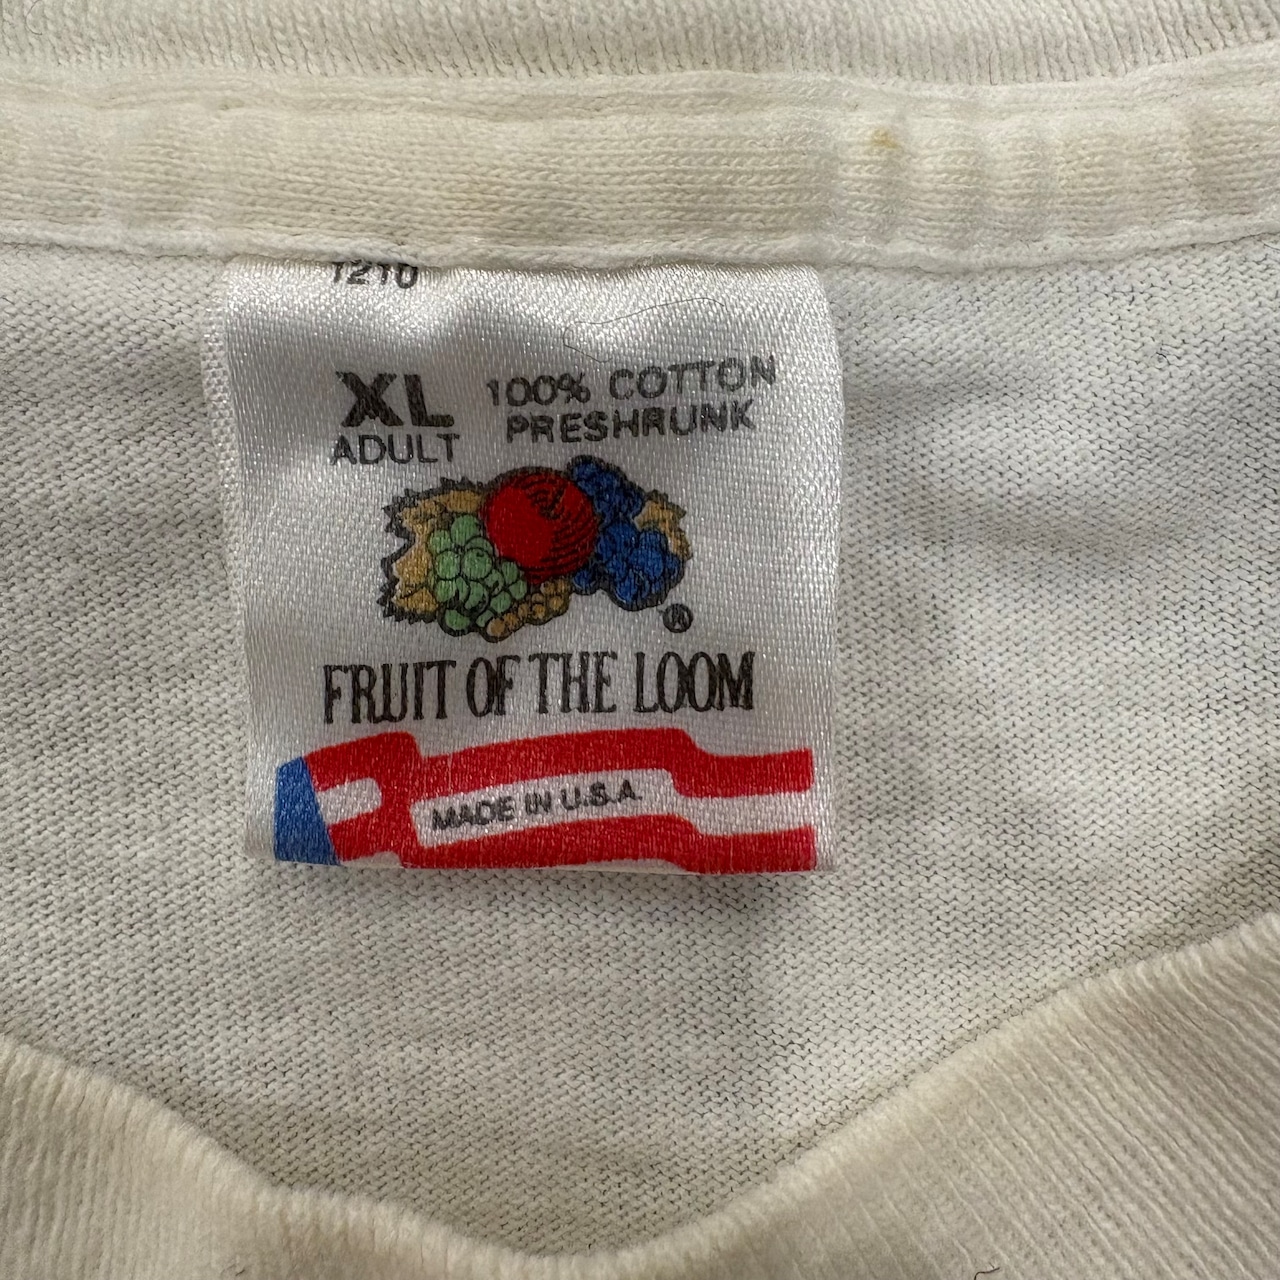 1210
XL
ADULT
100% COTTON
PRESHRUNK
®
FRUIT OF THE LOOM
MADE IN U.S.A.